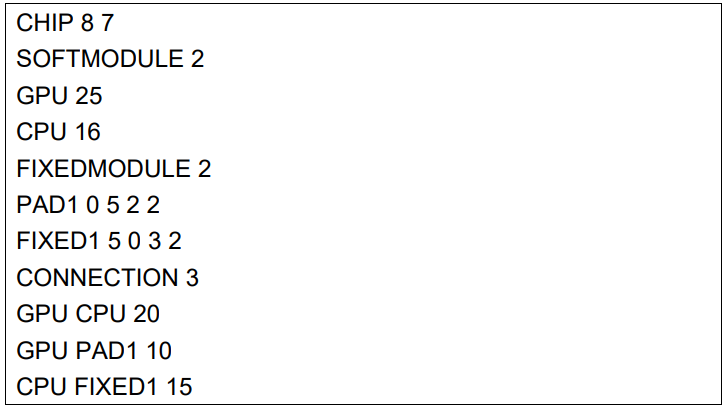 CHIP 8 7
SOFTMODULE 2
GPU 25
CPU 16
FIXEDMODULE 2
PAD1 0 5 2 2
FIXED1 5 0 3 2
CONNECTION 3
GPU CPU 20
GPU PAD1 10
CPU FIXED1 15